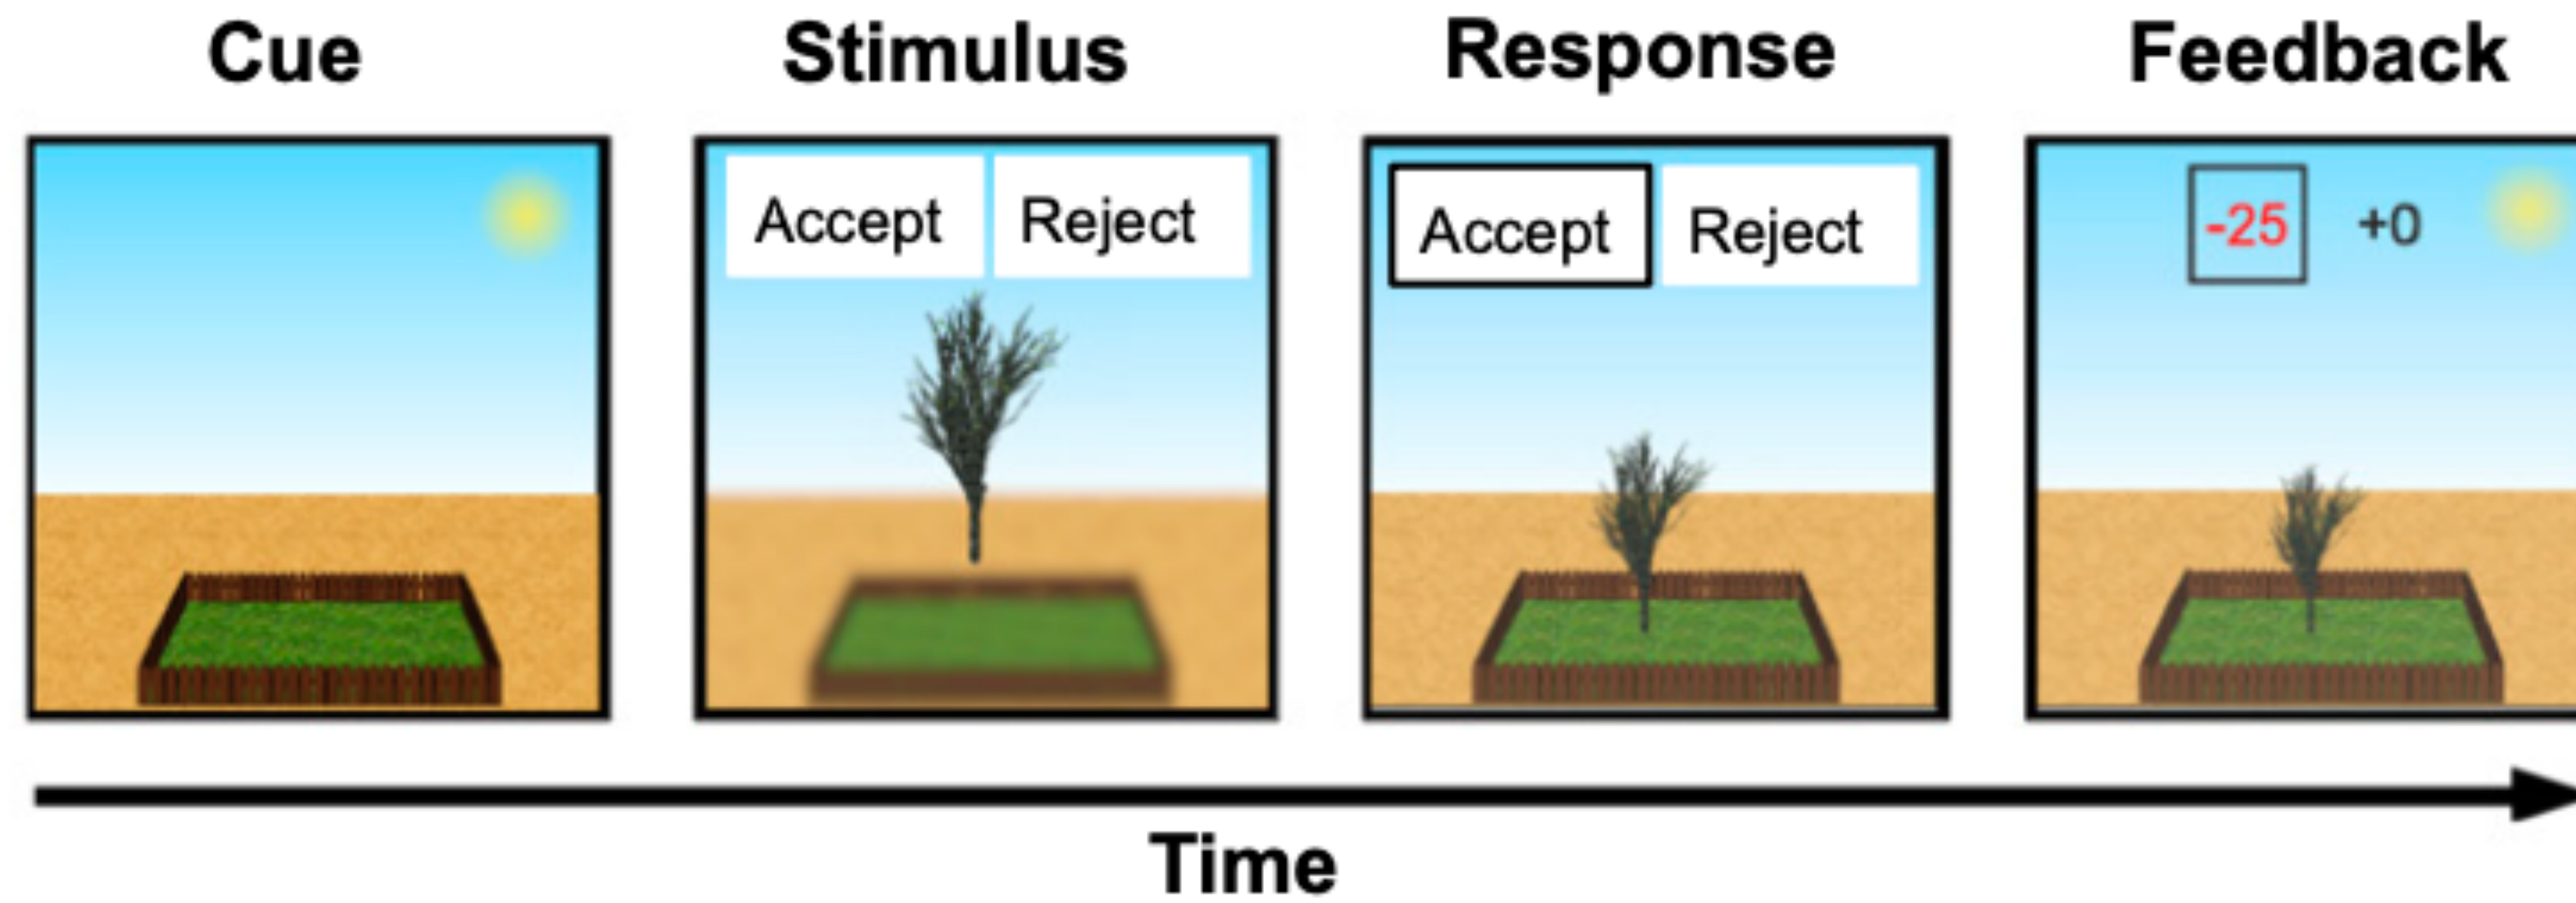 Cue
Stimulus
Response
Feedback
Accept Reject
Accept Reject
-25 +0
Time